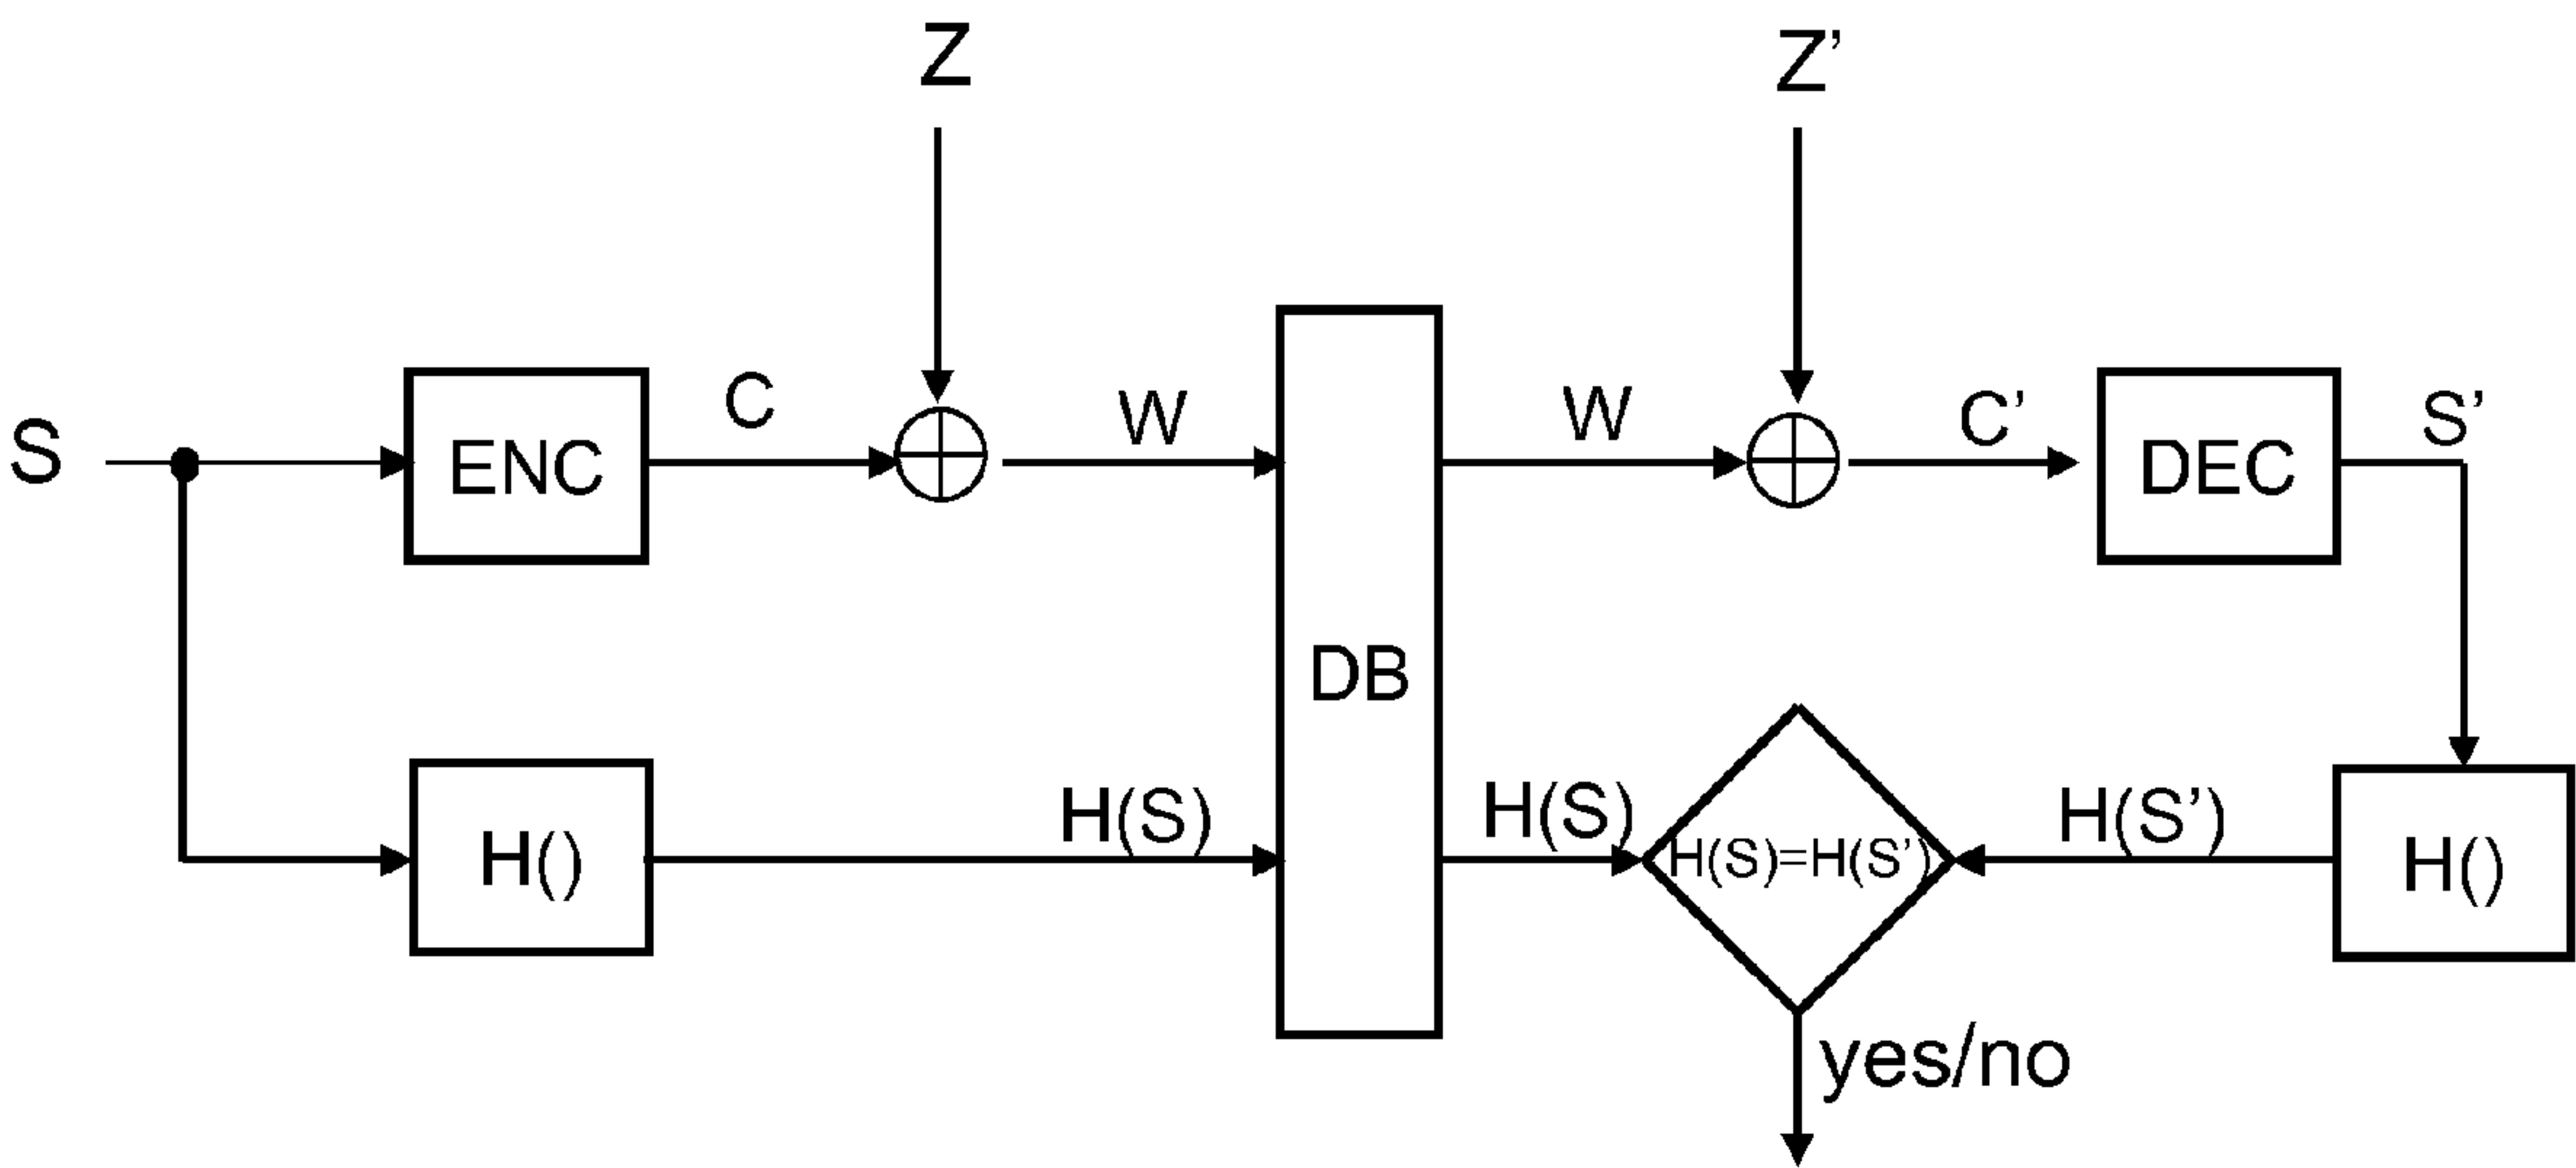 Z
Z’
S
ENC
C
W
W
C’
DEC
S’
DB
H()
H(S)
H(S)
H(S)=H(S’)
H(S’)
H()
yes/no